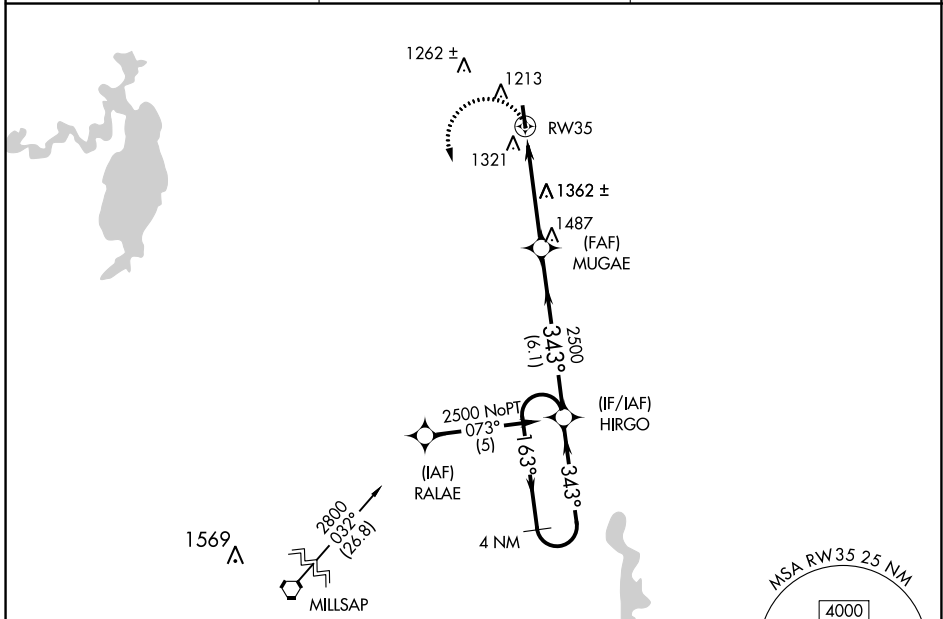 1262 ±
1213
RW35
1321
1362 ±
1487
(FAF)
MUGAE
2500
343°
(6.1)
(IF/IAF)
HIRGO
2500 NoPT
073°
(5)
(IAF)
RALAE
163°
343°
4 NM
2800
032°
(26.8)
1569
MILLSAP
MSA RW35 25 NM
4000